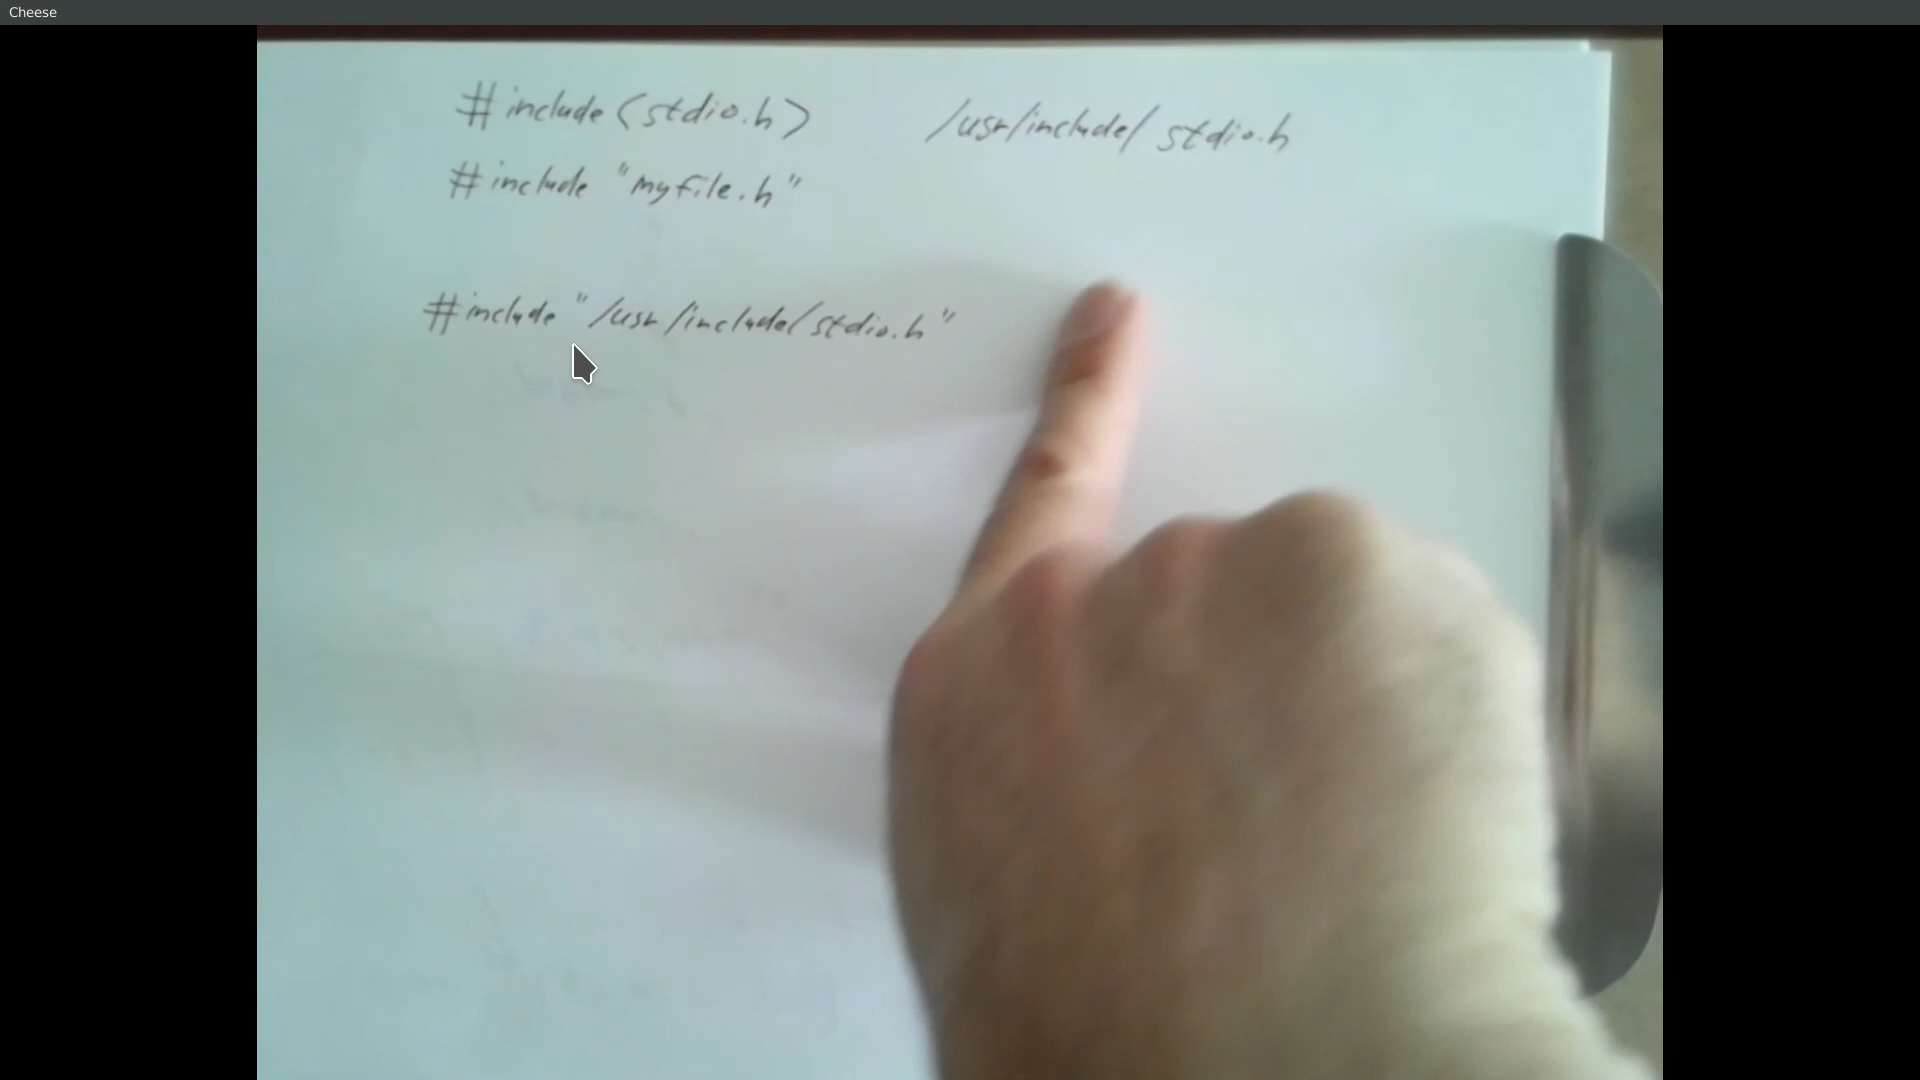 Cheese
#include <stdio.h> /usr/include/stdio.h
#include "myfile.h"
#include "/usr/include/stdio.h"